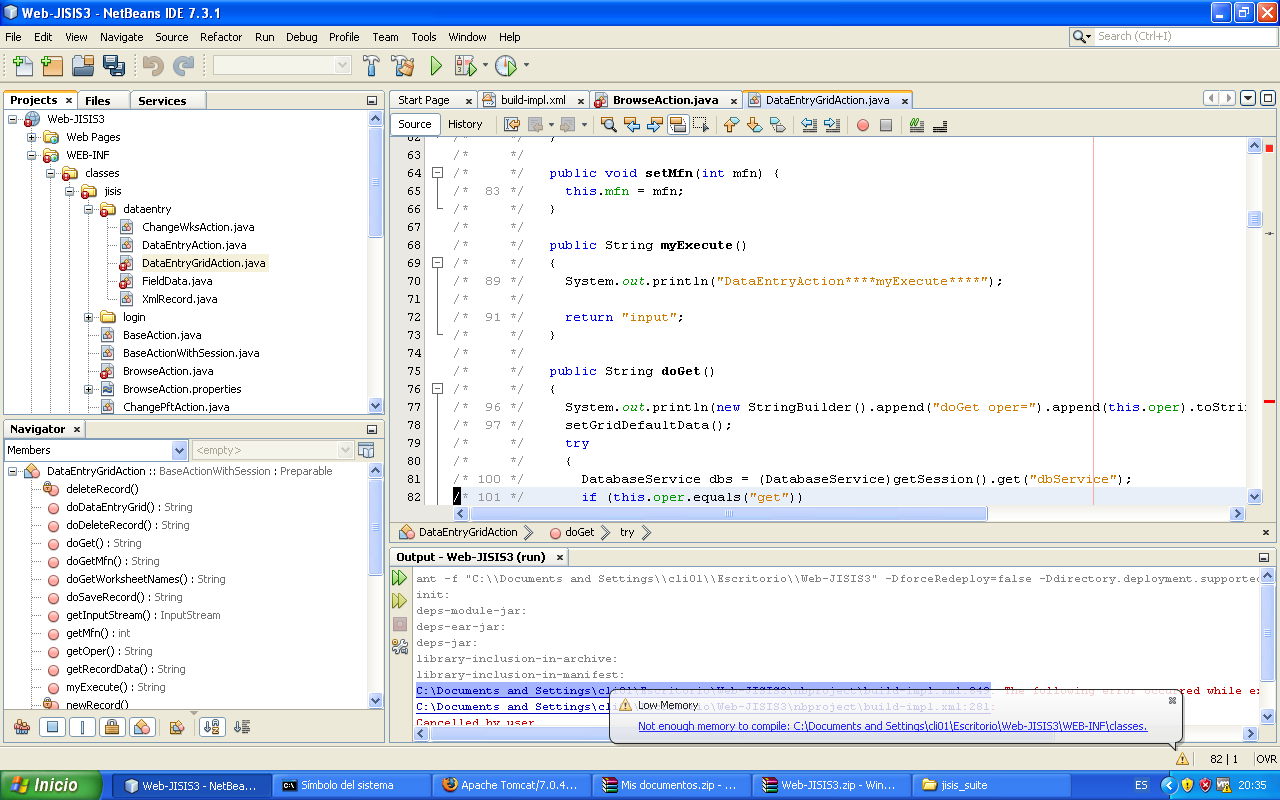 Web-JISIS3 - NetBeans IDE 7.3.1
File Edit View Navigate Source Refactor Run Debug Profile Team Tools Window Help
Search (Ctrl+I)
Projects Files Services
Web-JISIS3
Web Pages
WEB-INF
classes
jisis
dataentry
ChangeWksAction.java
DataEntryAction.java
DataEntryGridAction.java
FieldData.java
XmlRecord.java
login
BaseAction.java
BaseActionWithSession.java
BrowseAction.java
BrowseAction.properties
ChangePftAction.java
Navigator
Members <empty>
DataEntryGridAction :: BaseActionWithSession : Preparable
deleteRecord()
doDataEntryGrid() : String
doDeleteRecord() : String
doGet() : String
doGetMfn() : String
doGetWorksheetNames() : String
doSaveRecord() : String
getInputStream() : InputStream
getMfn() : int
getOper() : String
getRecordData() : String
myExecute() : String
newRecord()
Start Page build-impl.xml BrowseAction.java DataEntryGridAction.java
Source History
62 /* */ }
63 /* */
64 /* */ public void setMfn(int mfn) {
65 /* 83 */ this.mfn = mfn;
66 /* */ }
67 /* */
68 /* */ public String myExecute()
69 /* */ {
70 /* 89 */ System.out.println("DataEntryAction****myExecute****");
71 /* */
72 /* 91 */ return "input";
73 /* */ }
74 /* */
75 /* */ public String doGet()
76 /* */ {
77 /* 96 */ System.out.println(new StringBuilder().append("doGet oper=").append(this.oper).toStri
78 /* 97 */ setGridDefaultData();
79 /* */ try
80 /* */ {
81 /* 100 */ DatabaseService dbs = (DatabaseService)getSession().get("dbService");
82 /* 101 */ if (this.oper.equals("get"))
DataEntryGridAction doGet try
Output - Web-JISIS3 (run)
ant -f "C:\\Documents and Settings\\cli01\\Escritorio\\Web-JISIS3" -DforceRedeploy=false -Ddirectory.deployment.supported
init:
deps-module-jar:
deps-ear-jar:
deps-jar:
library-inclusion-in-archive:
library-inclusion-in-manifest:
C:\Documents and Settings\cli01\Escritorio\Web-JISIS3\nbproject\build-impl.xml:843: The following error occurred while ex
C:\Documents and Settings\cli01\Escritorio\Web-JISIS3\nbproject\build-impl.xml:281:
Cancelled by user
Low Memory
Not enough memory to compile: C:\Documents and Settings\cli01\Escritorio\Web-JISIS3\WEB-INF\classes.
82 | 1 OVR
Inicio Web-JISIS3 - NetBea... Símbolo del sistema Apache Tomcat/7.0.4... Mis documentos.zip - ... Web-JISIS3.zip - Win... jisis_suite ES 20:35